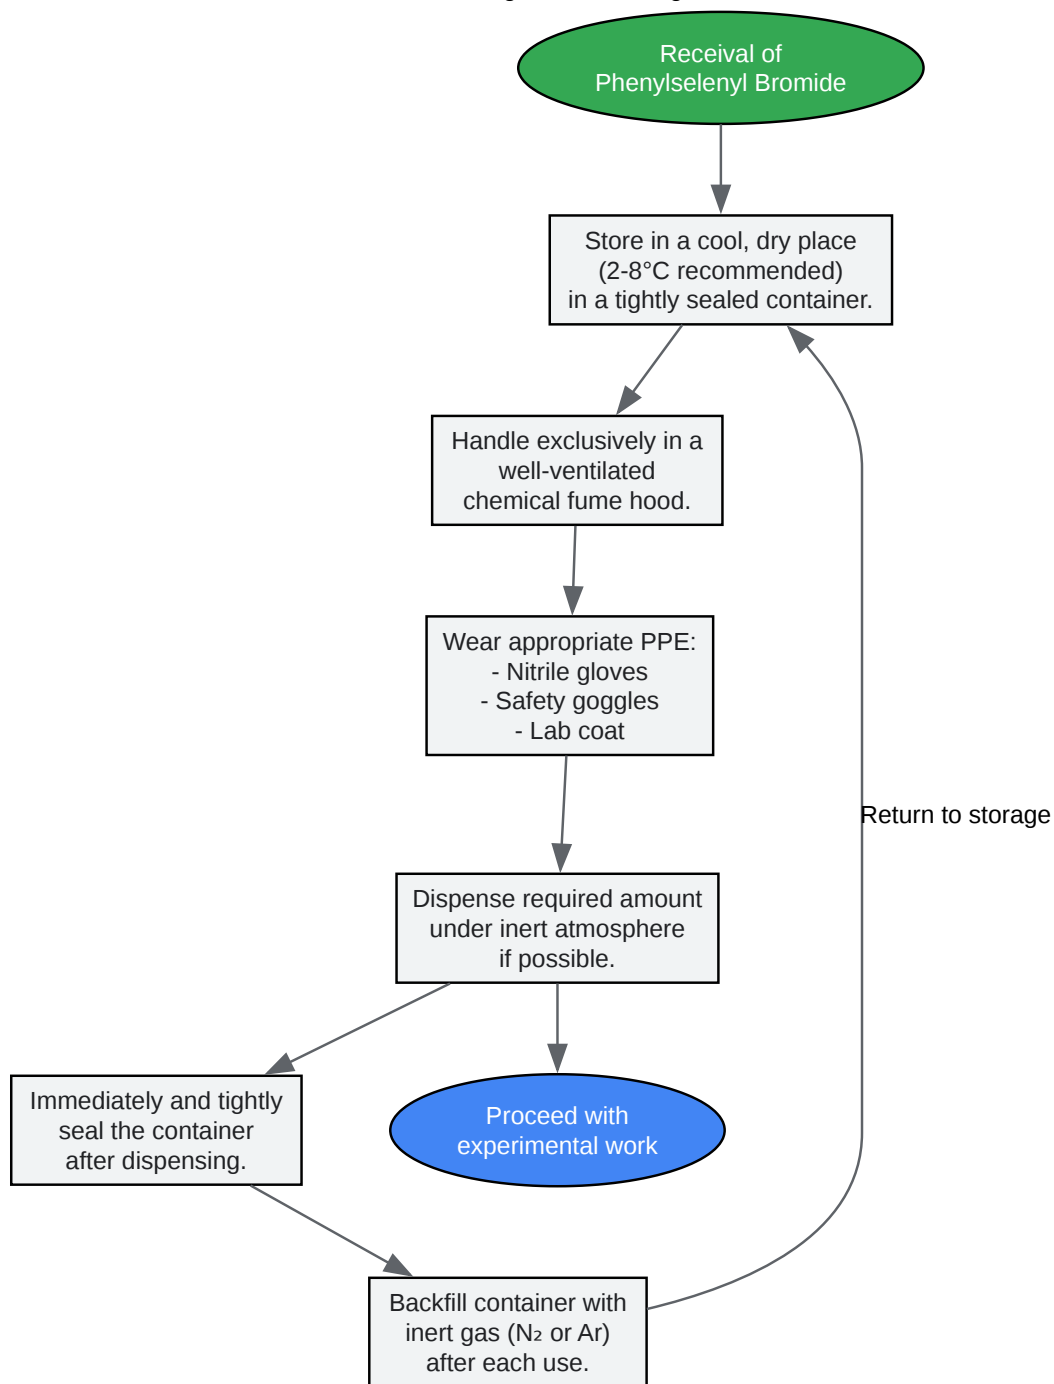 Receival of
Phenylselenyl Bromide
Store in a cool, dry place
(2-8°C recommended)
in a tightly sealed container.
Handle exclusively in a
well-ventilated
chemical fume hood.
Wear appropriate PPE:
- Nitrile gloves
- Safety goggles
- Lab coat
Return to storage
Dispense required amount
under inert atmosphere
if possible.
Immediately and tightly
seal the container
after dispensing.
Proceed with
experimental work
Backfill container with
inert gas (N₂ or Ar)
after each use.